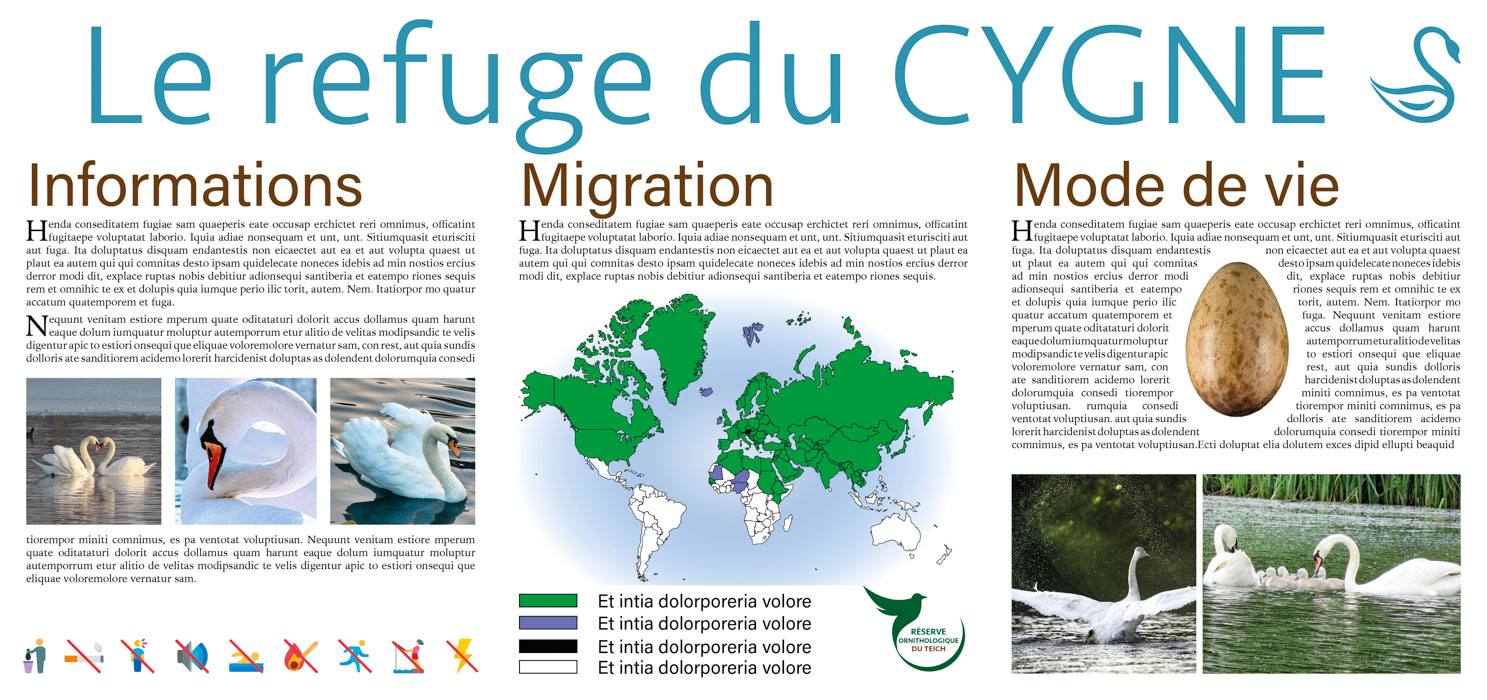 Le refuge du CYGNE
Informations
Henda conseditatem fugiae sam quaeperis eate occusap erchictet reri omnimus, officatint
fugitaepe voluptatat laborio. Iquia adiae nonsequam et unt, unt. Sitiumquasit eturisciti
aut fuga. Ita doluptatus disquam endantestis non eicaectet aut ea et aut volupta quaest ut
plaut ea autem qui qui comnitas desto ipsam quidelecate noneces idebis ad min nostios ercius
derror modi dit, explace ruptas nobis debitiur adionsequi santiberia et eatempo riones sequis
rem et omnihic te ex et dolupis quia iumque perio ilic torit, autem. Nem. Itatiorpor mo quatur
accatum quatemporem et fuga.
Nequunt venitam estiore mperum quate oditataturi dolorit accus dollamus quam harunt
eaque dolum iumquatur moluptur autemporrum etur alitio de velitas modipsandic te velis
digentur apic to estiori onsequi que eliquae voloremolore vernatur sam, con rest, aut quia sundis
dolloris ate sanditiorem acidemo lorerit harcidenist doluptas as dolendent dolorumquia consedi
tiorepor miniti comnimus, es pa ventotat voluptiusan. Nequunt venitam estiore mperum
quate oditataturi dolorit accus dollamus quam harunt eaque dolum iumquatur moluptur
autemporrum etur alitio de velitas modipsandic te velis digentur apic to estiori onsequi que
eliquae voloremolore vernatur sam.
Migration
Henda conseditatem fugiae sam quaeperis eate occusap erchictet reri omnimus, officatint
fugitaepe voluptatat laborio. Iquia adiae nonsequam et unt, unt. Sitiumquasit eturisciti aut
fuga. Ita doluptatus disquam endantestis non eicaectet aut ea et aut volupta quaest ut plaut ea
autem qui qui comnitas desto ipsam quidelecate noneces idebis ad min nostios ercius derror
modi dit, explace ruptas nobis debitiur adionsequi santiberia et eatempo riones sequis.
Et intia dolorporeria volore
Et intia dolorporeria volore
Et intia dolorporeria volore
Et intia dolorporeria volore
RÉSERVE
ORNITHOLOGIQUE
DU TEICH
Mode de vie
Henda conseditatem fugiae sam quaeperis eate occusap erchictet reri omnimus, officatint
fugitaepe voluptatat laborio. Iquia adiae nonsequam et unt, unt. Sitiumquasit eturisciti aut
fuga. Ita doluptatus disquam endantestis non eicaectet aut ea et aut volupta quaest
ut plaut ea autem qui qui comnitas desto ipsam quidelecate noneces idebis
ad min nostios ercius derror modi dit, explace ruptas nobis debitiur
adionsequi santiberia et eatempo riones sequis rem et omnihic te ex
et dolupis quia iumque perio ilic torit, autem. Nem. Itatiorpor mo
quatur accatum quatemporem et fuga. Nequunt venitam estiore
mperum quate oditataturi dolorit accus dollamus quam harunt
eaque dolum iumquatur moluptur autemporrum etur alitio de velitas
modipsandic te velis digentur apic to estiori onsequi que eliquae
voloremolore vernatur sam, con rest, aut quia sundis dolloris
ate sanditiorem acidemo lorerit harcidenist doluptas as dolendent
dolorumquia consedi tiorempor miniti comnimus, es pa ventotat
voluptiusan. rumquia consedi tiorempor miniti comnimus, es pa
ventotat voluptiusan. aut quia sundis dolloris ate sanditiorem acidemo
lorerit harcidenist doluptas as dolendent dolorumquia consedi tiorempor miniti
comnimus, es pa ventotat voluptiusan.Ecti doluptat elia dolutem exces dipid ellupti beaquid